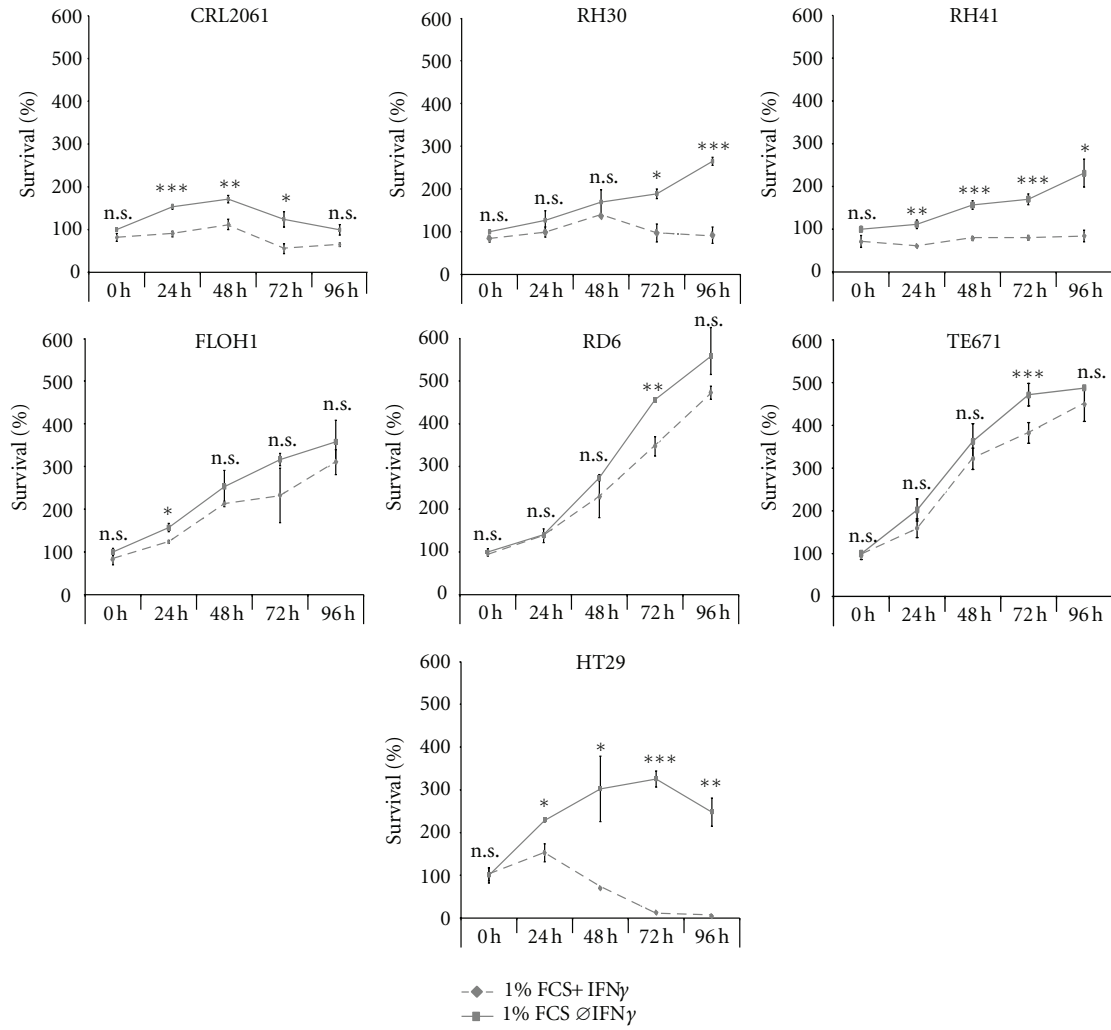 CRL2061
Survival (%)
600
500
400
300
200
100
0
n.s.
***
**
*
n.s.
0 h
24 h
48 h
72 h
96 h
RH30
Survival (%)
600
500
400
300
200
100
0
n.s.
n.s.
n.s.
*
***
0 h
24 h
48 h
72 h
96 h
RH41
Survival (%)
600
500
400
300
200
100
0
n.s.
**
***
***
*
0 h
24 h
48 h
72 h
96 h
FLOH1
Survival (%)
600
500
400
300
200
100
0
n.s.
*
n.s.
n.s.
n.s.
0 h
24 h
48 h
72 h
96 h
RD6
Survival (%)
600
500
400
300
200
100
0
n.s.
n.s.
n.s.
**
n.s.
0 h
24 h
48 h
72 h
96 h
TE671
Survival (%)
600
500
400
300
200
100
0
n.s.
n.s.
n.s.
***
n.s.
0 h
24 h
48 h
72 h
96 h
HT29
Survival (%)
600
500
400
300
200
100
0
n.s.
*
*
***
**
0 h
24 h
48 h
72 h
96 h
1% FCS+ IFNγ
1% FCS ∅IFNγ